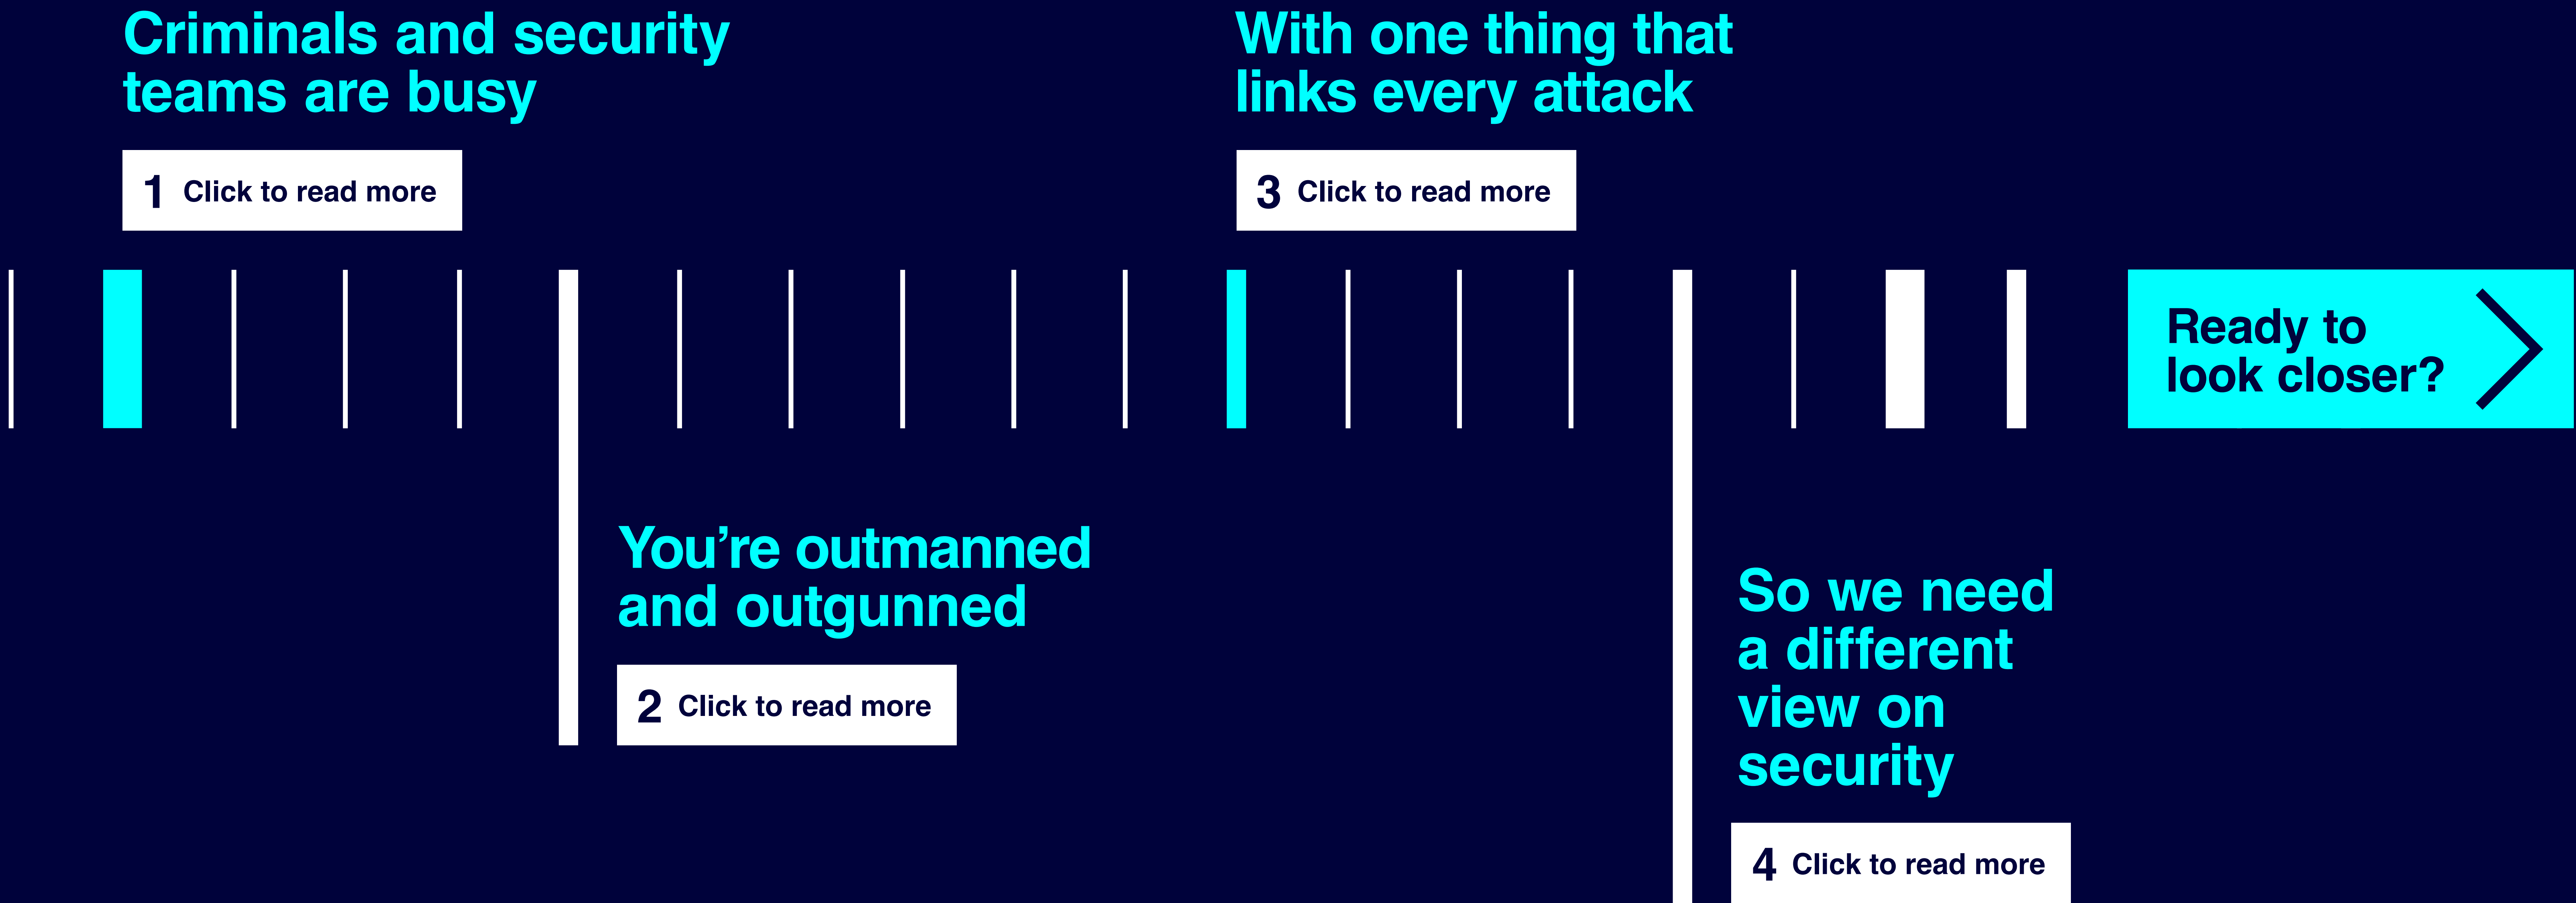 Criminals and security
teams are busy
1 Click to read more
You’re outmanned
and outgunned
2 Click to read more
With one thing that
links every attack
3 Click to read more
So we need
a different
view on
security
4 Click to read more
Ready to
look closer?